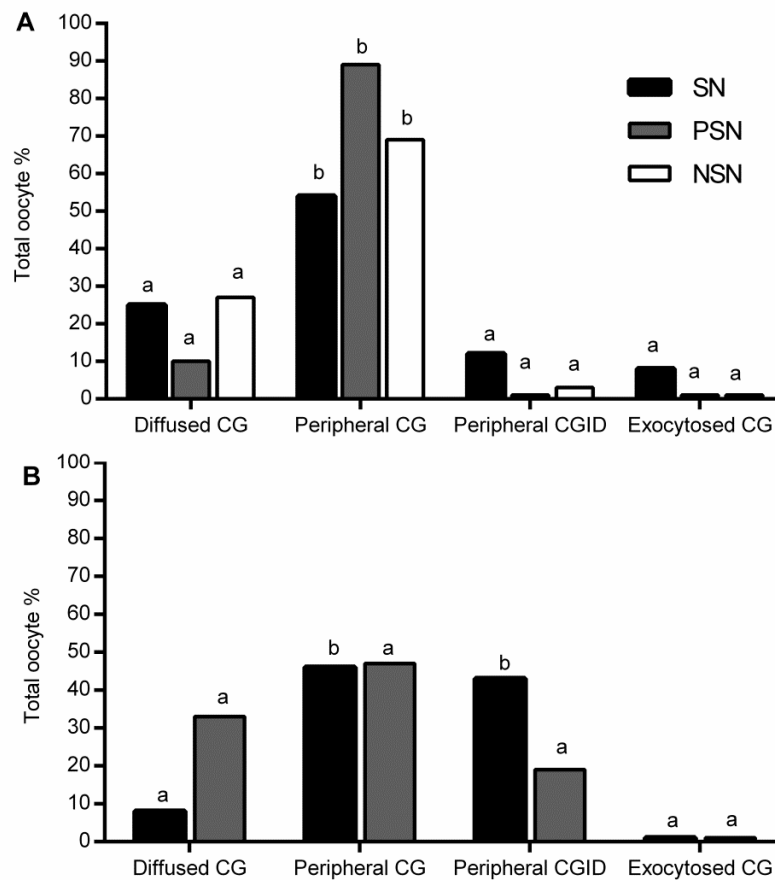 A
100
90
80
70
60
50
40
30
20
10
0
Total oocyte %
SN
PSN
NSN
a a a
b b b
a a a
a a a
Diffused CG Peripheral CG Peripheral CGID Exocytosed CG
B
100
90
80
70
60
50
40
30
20
10
0
Total oocyte %
a a
b a
b a
a a
Diffused CG Peripheral CG Peripheral CGID Exocytosed CG